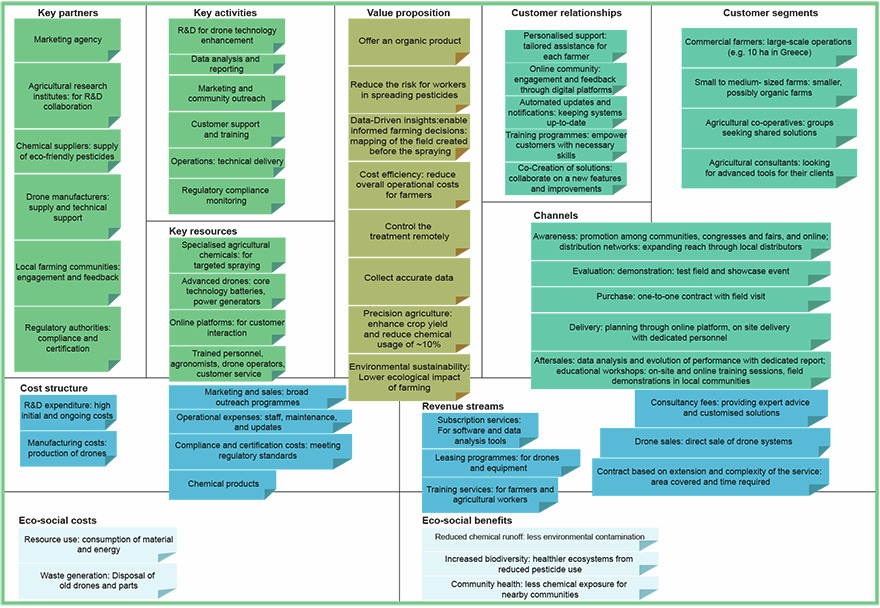 Key partners
Marketing agency
Agricultural research
institutes: for R&D
collaboration
Chemical suppliers: supply
of eco-friendly pesticides
Drone manufacturers:
supply and technical
support
Local farming communities:
engagement and feedback
Regulatory authorities:
compliance and
certification
Key activities
R&D for drone technology
enhancement
Data analysis and
reporting
Marketing and
community outreach
Customer support
and training
Operations: technical delivery
Regulatory compliance
monitoring
Key resources
Specialised agricultural
chemicals: for
targeted spraying
Advanced drones: core
technology batteries,
power generators
Online platforms: for customer
interaction
Trained personnel,
agronomists, drone operators,
customer service
Value proposition
Offer an organic product
Reduce the risk for workers
in spreading pesticides
Data-Driven insights:enable
informed farming decisions:
mapping of the field created
before the spraying
Cost efficiency: reduce
overall operational costs
for farmers
Control the
treatment remotely
Collect accurate data
Precision agriculture:
enhance crop yield
and reduce chemical
usage of ~10%
Environmental sustainability:
Lower ecological impact
of farming
Customer relationships
Personalised support:
tailored assistance for
each farmer
Online community:
engagement and feedback
through digital platforms
Automated updates and
notifications: keeping systems
up-to-date
Training programmes: empower
customers with necessary
skills
Co-Creation of solutions:
collaborate on a new features
and improvements
Customer segments
Commercial farmers: large-scale operations
(e.g. 10 ha in Greece)
Small to medium- sized farms: smaller,
possibly organic farms
Agricultural co-operatives: groups
seeking shared solutions
Agricultural consultants: looking
for advanced tools for their clients
Channels
Awareness: promotion among communities, congresses and fairs, and online;
distribution networks: expanding reach through local distributors
Evaluation: demonstration: test field and showcase event
Purchase: one-to-one contract with field visit
Delivery: planning through online platform, on site delivery
with dedicated personnel
Aftersales: data analysis and evolution of performance with dedicated report;
educational workshops: on-site and online training sessions, field
demonstrations in local communities
Cost structure
R&D expenditure: high
initial and ongoing costs
Manufacturing costs:
production of drones
Marketing and sales: broad
outreach programmes
Operational expenses: staff, maintenance,
and updates
Compliance and certification costs: meeting
regulatory standards
Chemical products
Revenue streams
Subscription services:
For software and data
analysis tools
Leasing programmes: for drones
and equipment
Training services: for farmers and
agricultural workers
Consultancy fees: providing expert advice
and customised solutions
Drone sales: direct sale of drone systems
Contract based on extension and complexity of the service:
area covered and time required
Eco-social costs
Resource use: consumption of material
and energy
Waste generation: Disposal of
old drones and parts
Eco-social benefits
Reduced chemical runoff: less environmental contamination
Increased biodiversity: healthier ecosystems from
reduced pesticide use
Community health: less chemical exposure for
nearby communities